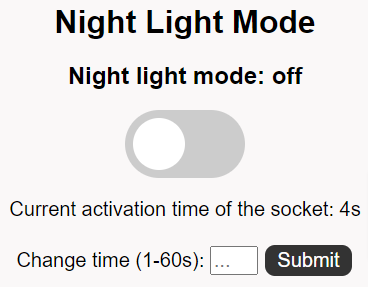 Night Light Mode
Night light mode: off
Current activation time of the socket: 4s
Change time (1-60s): ... Submit